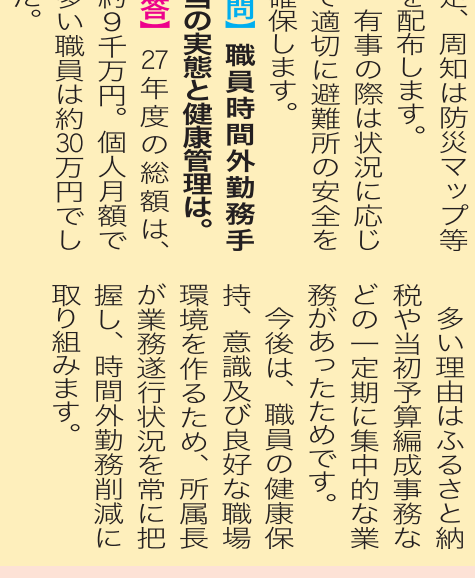 定、周知は防災マップ等
を配布します。
有事の際は状況に応じ
て適切に避難所の安全を
確保します。
問】職員時間外勤務手
当の実態と健康管理は。
答】27年度の総額は、
約９千万円。個人月額で
多い職員は約30万円でし
た。
多い理由はふるさと納
税や当初予算編成事務な
どの一定期に集中的な業
務があったためです。
今後は、職員の健康保
持、意識及び良好な職場
環境を作るため、所属長
が業務遂行状況を常に把
握し、時間外勤務削減に
取り組みます。